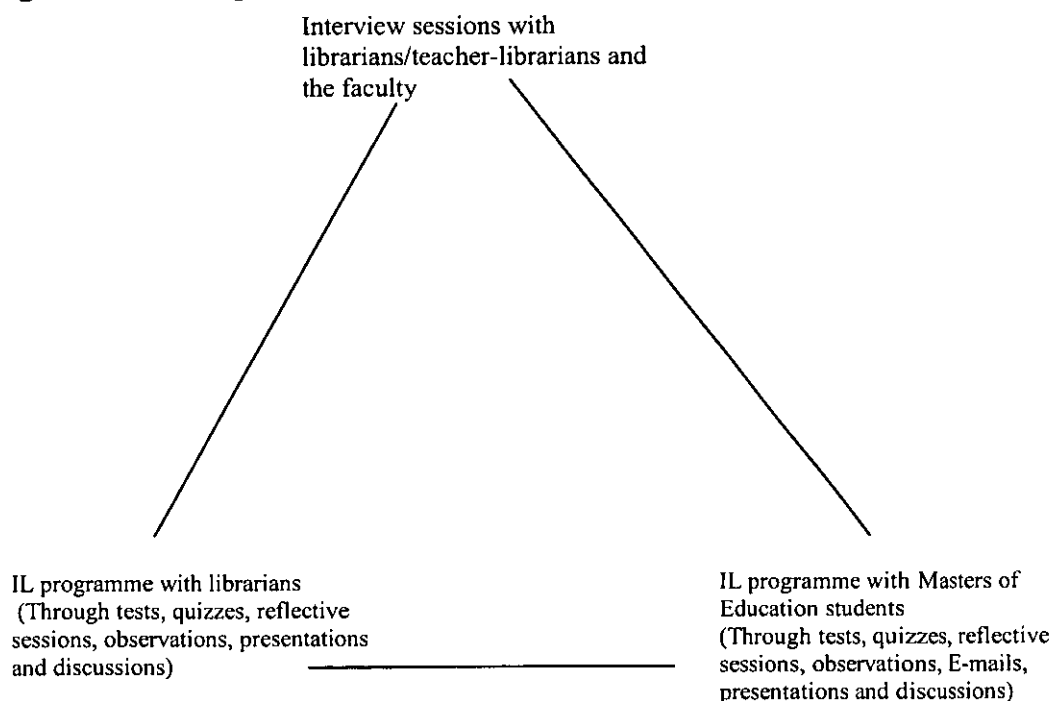 Interview sessions with
librarians/teacher-librarians and
the faculty
IL programme with librarians
(Through tests, quizzes, reflective
sessions, observations, presentations
and discussions)
IL programme with Masters of
Education students
(Through tests, quizzes, reflective
sessions, observations, E-mails,
presentations and discussions)